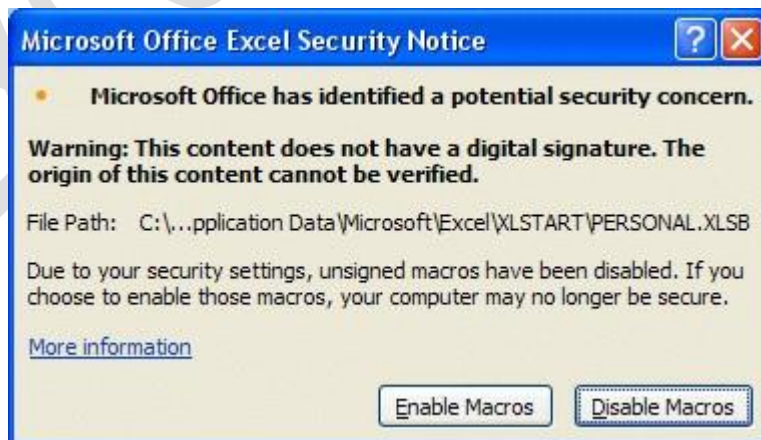 Microsoft Office Excel Security Notice
Microsoft Office has identified a potential security concern.
Warning: This content does not have a digital signature. The
origin of this content cannot be verified.
File Path: C:\...pplication Data\Microsoft\Excel\XLSTART\PERSONAL.XLSB
Due to your security settings, unsigned macros have been disabled. If you
choose to enable those macros, your computer may no longer be secure.
More information
Enable Macros Disable Macros